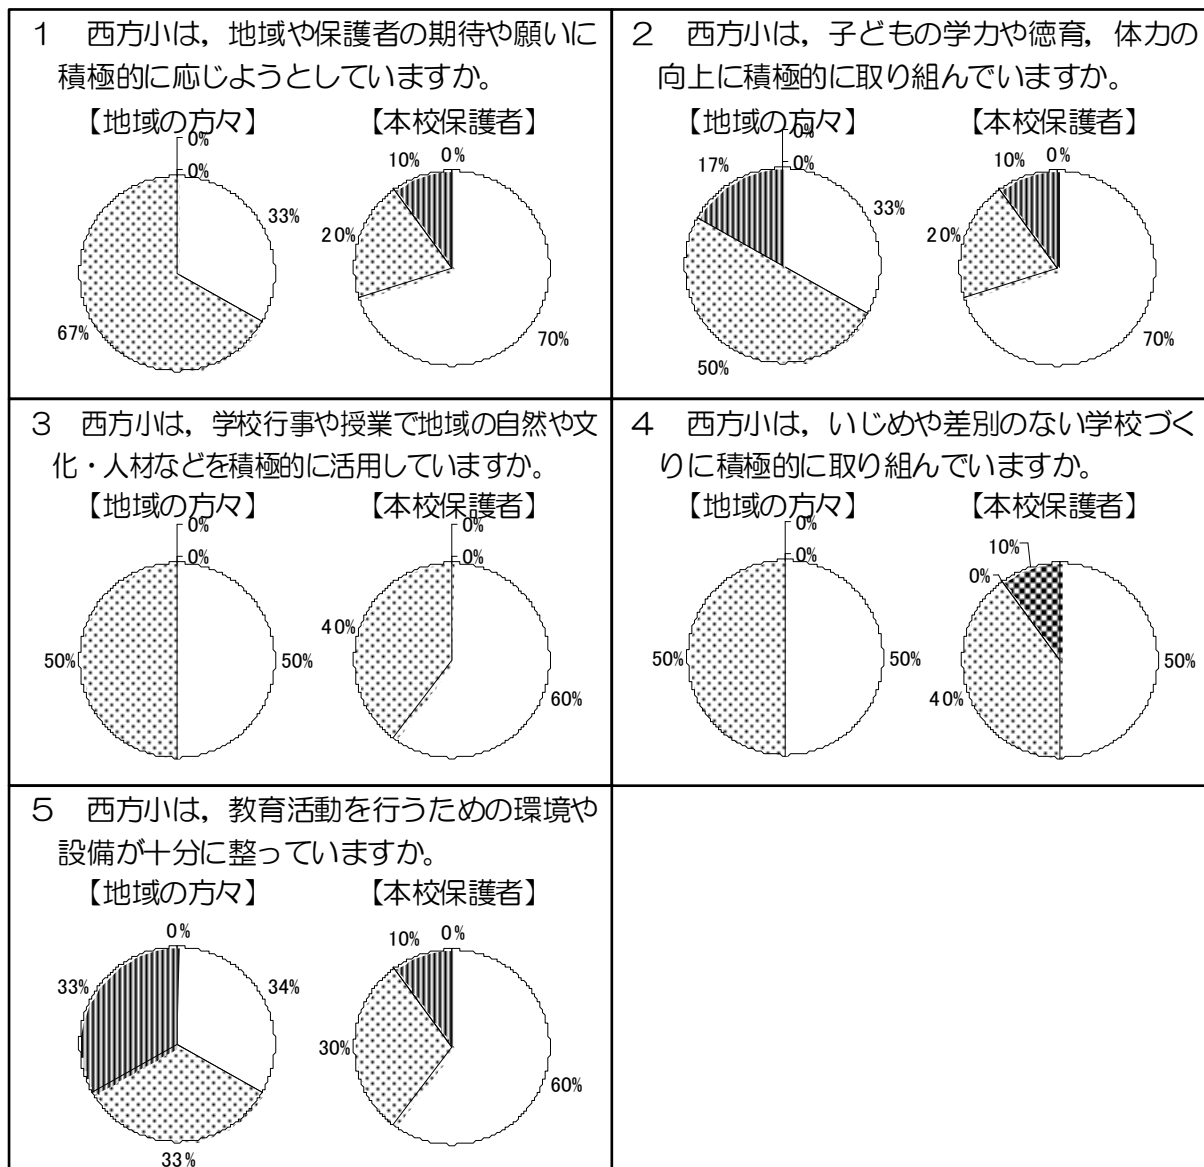 1 西方小は，地域や保護者の期待や願いに
積極的に応じようとしていますか。
【地域の方々】
0%
0%
33%
67%
【本校保護者】
10%
0%
20%
70%
2 西方小は，子どもの学力や徳育，体力の
向上に積極的に取り組んでいますか。
【地域の方々】
0%
0%
17%
33%
50%
【本校保護者】
10%
0%
20%
70%
3 西方小は，学校行事や授業で地域の自然や文
化・人材などを積極的に活用していますか。
【地域の方々】
0%
0%
50%
50%
【本校保護者】
0%
0%
40%
60%
4 西方小は，いじめや差別のない学校づく
りに積極的に取り組んでいますか。
【地域の方々】
0%
0%
50%
50%
【本校保護者】
10%
0%
50%
40%
5 西方小は，教育活動を行うための環境や
設備が十分に整っていますか。
【地域の方々】
0%
33%
34%
33%
【本校保護者】
10%
0%
30%
60%